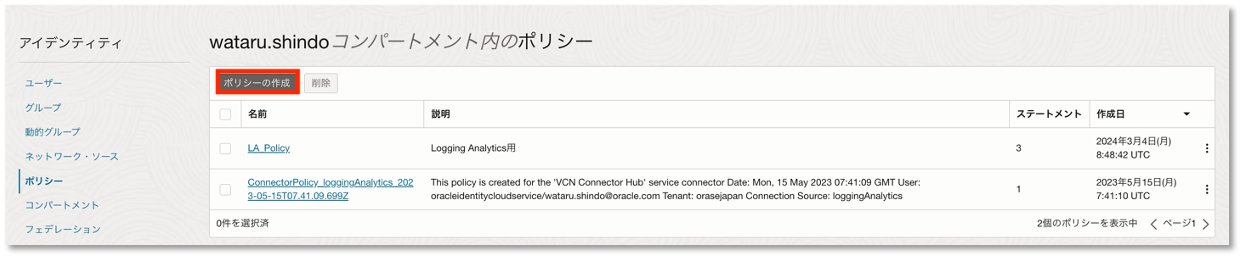 アイデンティティ
ユーザー
グループ
動的グループ
ネットワーク・ソース
ポリシー
コンパートメント
フェデレーション
wataru.shindoコンパートメント内のポリシー
ポリシーの作成 削除
名前 説明 ステートメント 作成日
LA_Policy Logging Analytics用 3 2024年3月4日(月)
8:48:42 UTC
ConnectorPolicy_loggingAnalytics_202 This policy is created for the 'VCN Connector Hub' service connector Date: Mon, 15 May 2023 07:41:09 GMT User: 1 2023年5月15日(月)
3-05-15T07.41.09.699Z oracleidentitycloudservice/wataru.shindo@oracle.com Tenant: orasejapan Connection Source: loggingAnalytics 7:41:10 UTC
0件を選択済 2個のポリシーを表示中 ページ1